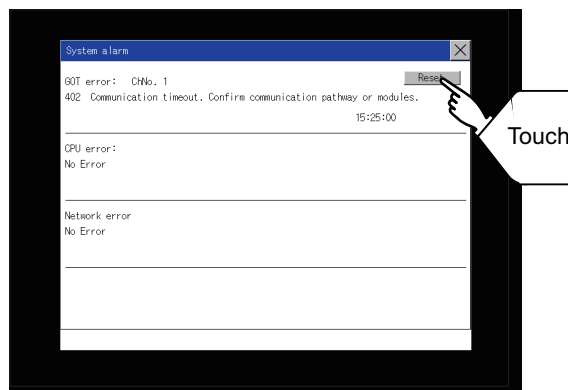 System alarm
Reset
GOT error: ChNo. 1
402 Communication timeout. Confirm communication pathway or modules.
15:25:00
Touch
CPU error:
No Error
Network error
No Error